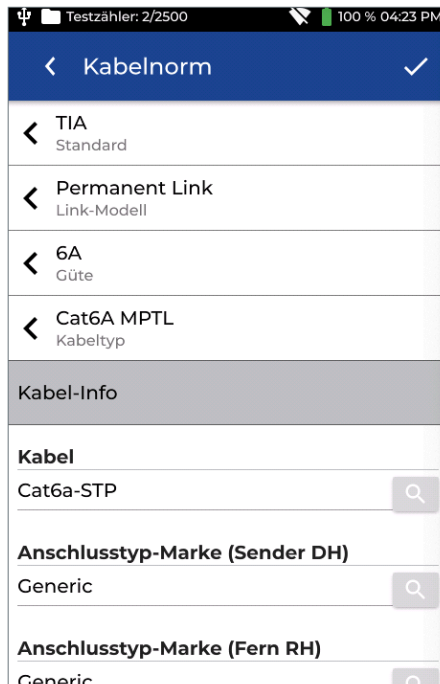 Testzähler: 2/2500 100 % 04:23 PM
Kabelnorm
TIA
Standard
Permanent Link
Link-Modell
6A
Güte
Cat6A MPTL
Kabeltyp
Kabel-Info
Kabel
Cat6a-STP
Anschlusstyp-Marke (Sender DH)
Generic
Anschlusstyp-Marke (Fern RH)
Generic